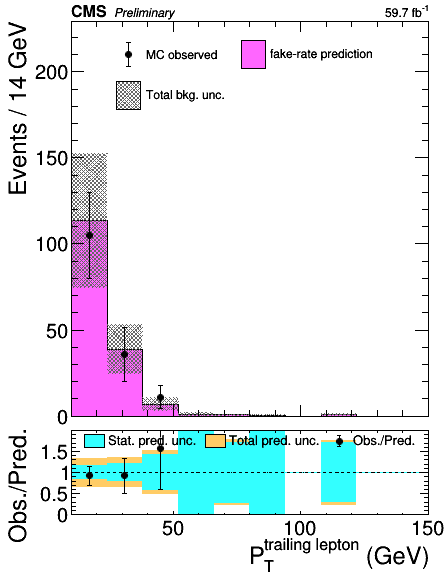 CMS Preliminary 59.7 fb⁻¹
Events / 14 GeV
MC observed fake-rate prediction
Total bkg. unc.
200
150
100
50
0
Obs./Pred.
Stat. pred. unc. Total pred. unc. Obs./Pred.
1.5
1
0.5
0
50 100 150
P_T^trailing lepton (GeV)